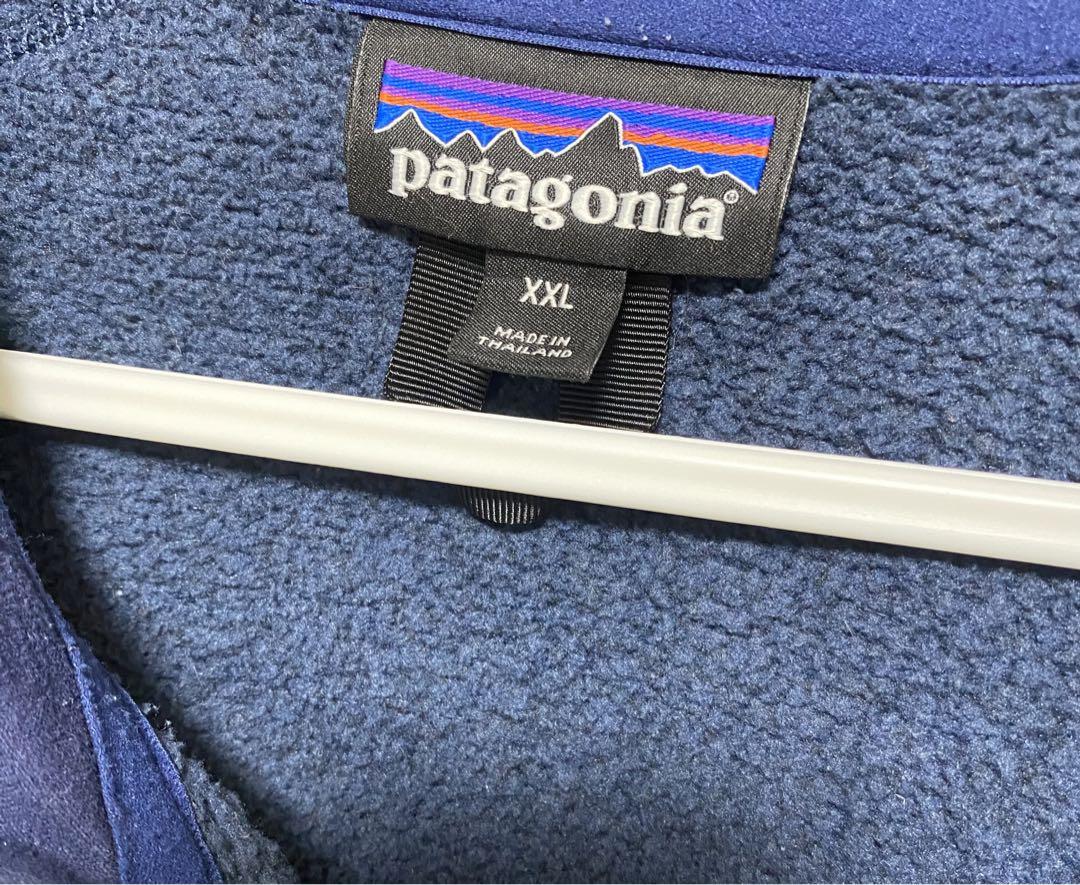 patagonia®
XXL
MADE IN
THAILAND